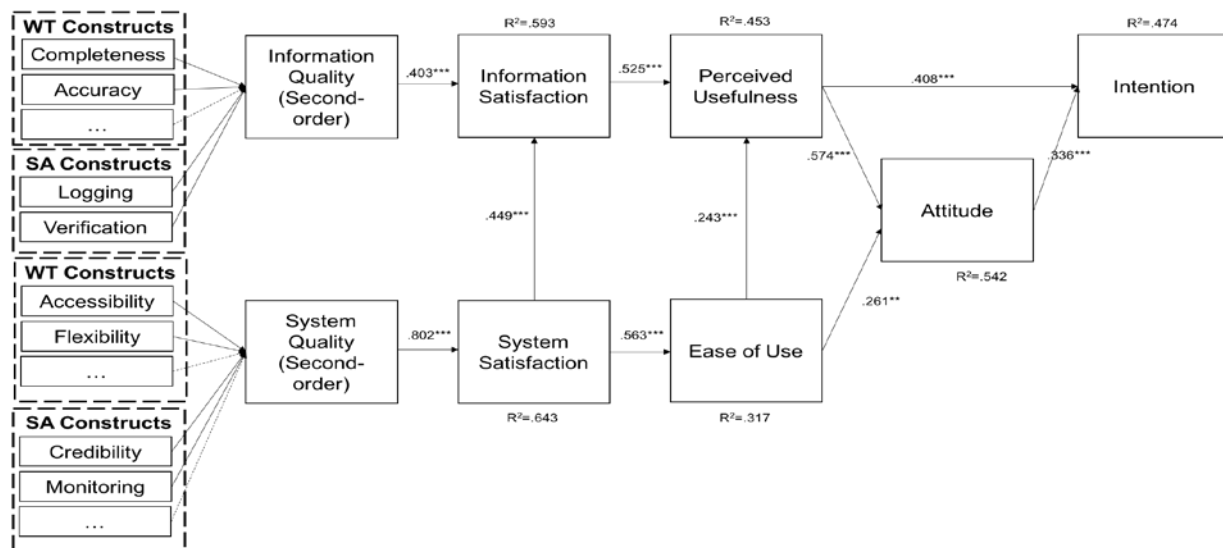 WT Constructs
Completeness
Accuracy
...
SA Constructs
Logging
Verification
WT Constructs
Accessibility
Flexibility
...
SA Constructs
Credibility
Monitoring
...
Information
Quality
(Second-
order)
.403***
R²=.593
Information
Satisfaction
.525***
R²=.453
Perceived
Usefulness
.408***
R²=.474
Intention
.574***
.336***
Attitude
R²=.542
.449***
.243***
.261**
System
Quality
(Second-
order)
.802***
System
Satisfaction
R²=.643
.563***
Ease of Use
R²=.317